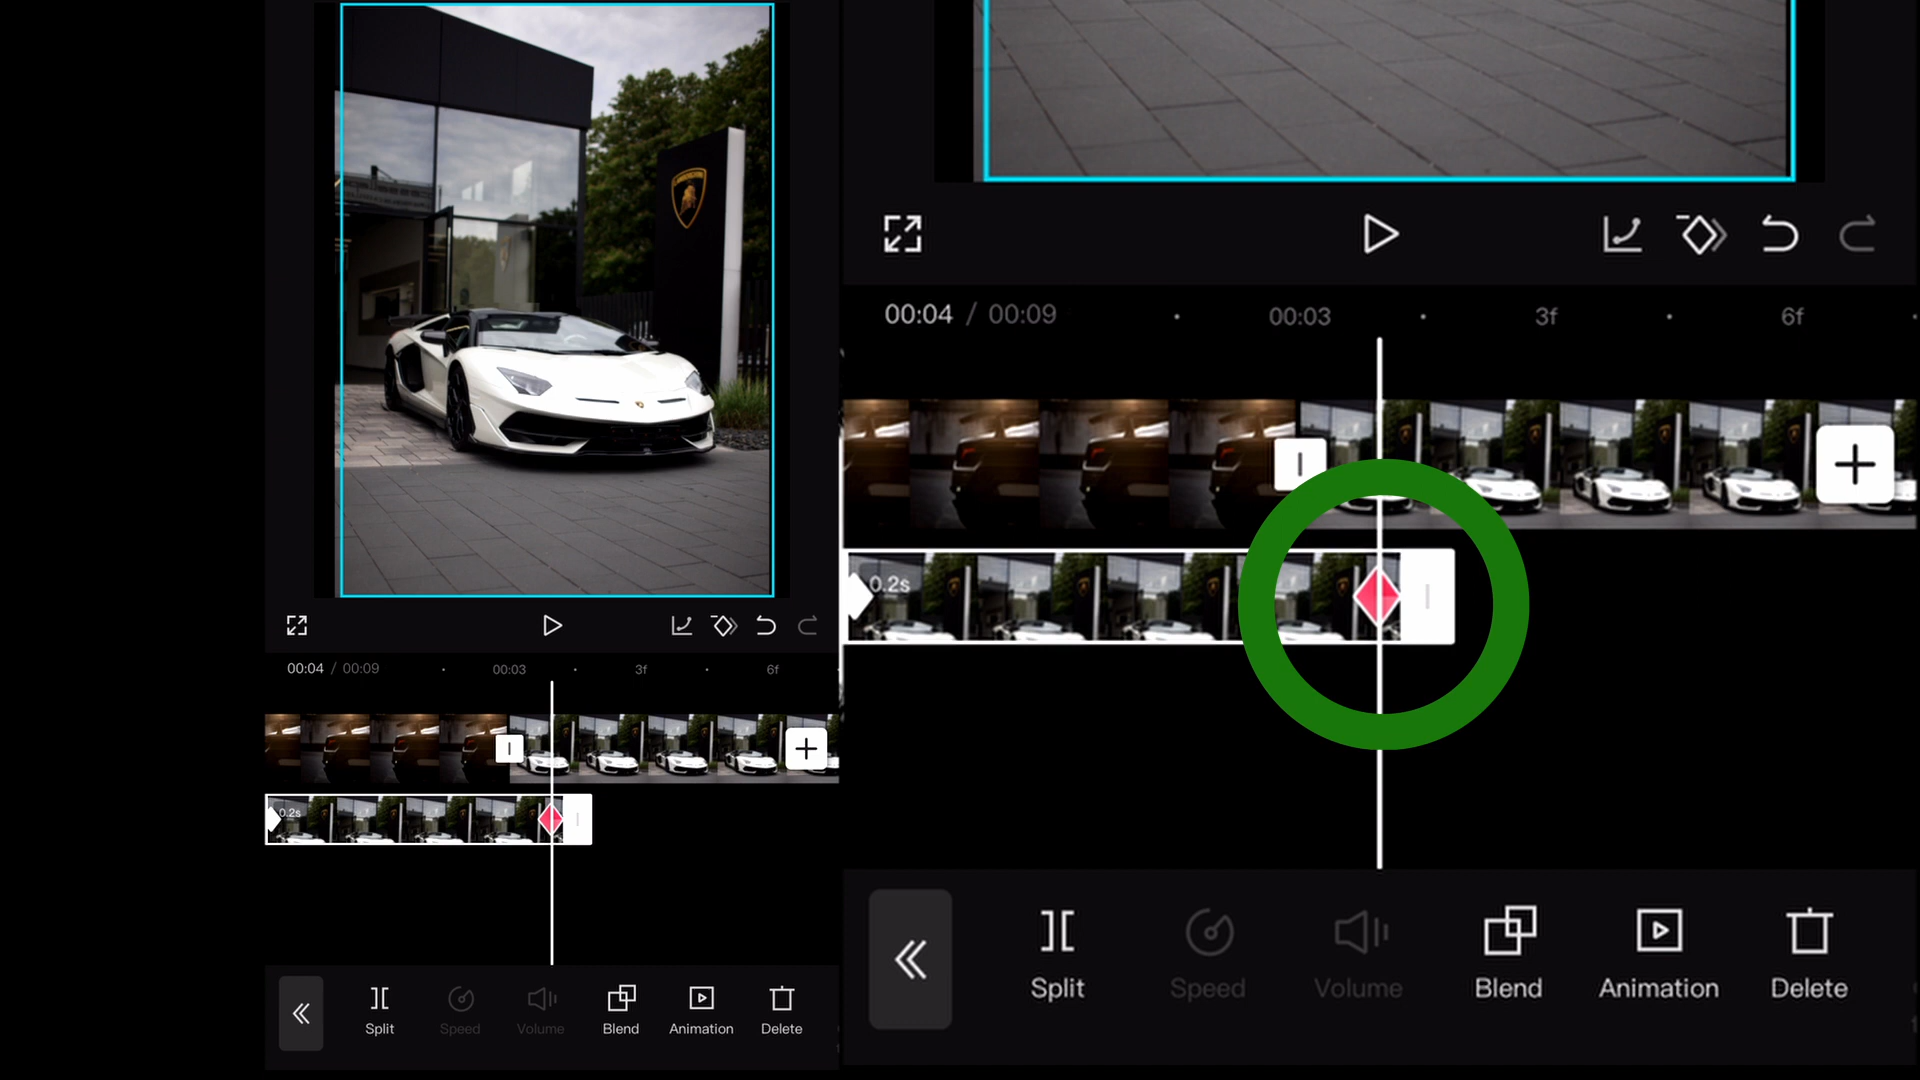 00:04 / 00:09
00:03
3f
6f
0.2s
Split
Speed
Volume
Blend
Animation
Delete
00:04 / 00:09
00:03
3f
6f
0.2s
Split
Speed
Volume
Blend
Animation
Delete